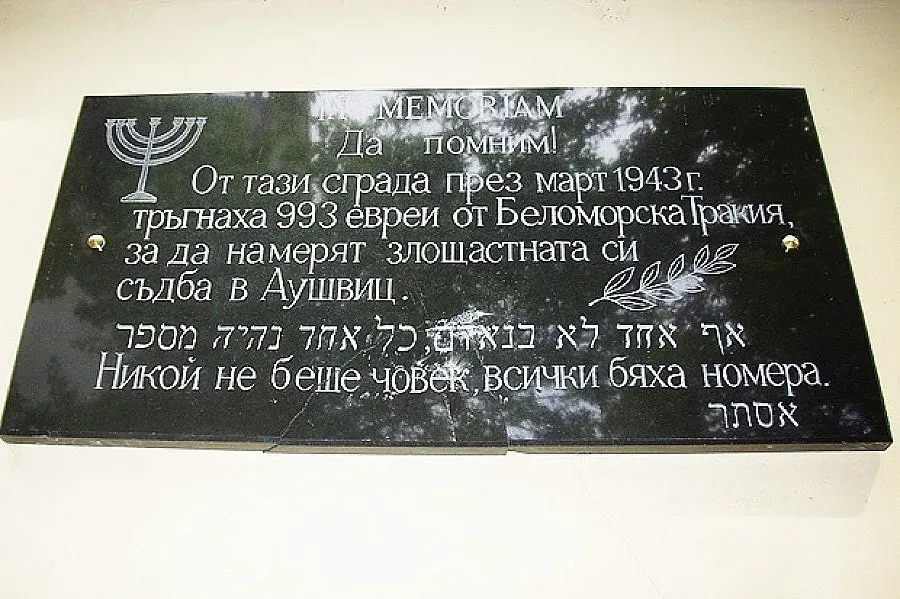 IN MEMORIAM
Да помним!
От тази сграда през март 1943 г.
тръгнаха 993 евреи от Беломорска Тракия,
за да намерят злощастната си
съдба в Аушвиц.
אף אחד לא בנאדם, כל אחד נהיה מספר
Никой не беше човек, всички бяха номера.
אסתר